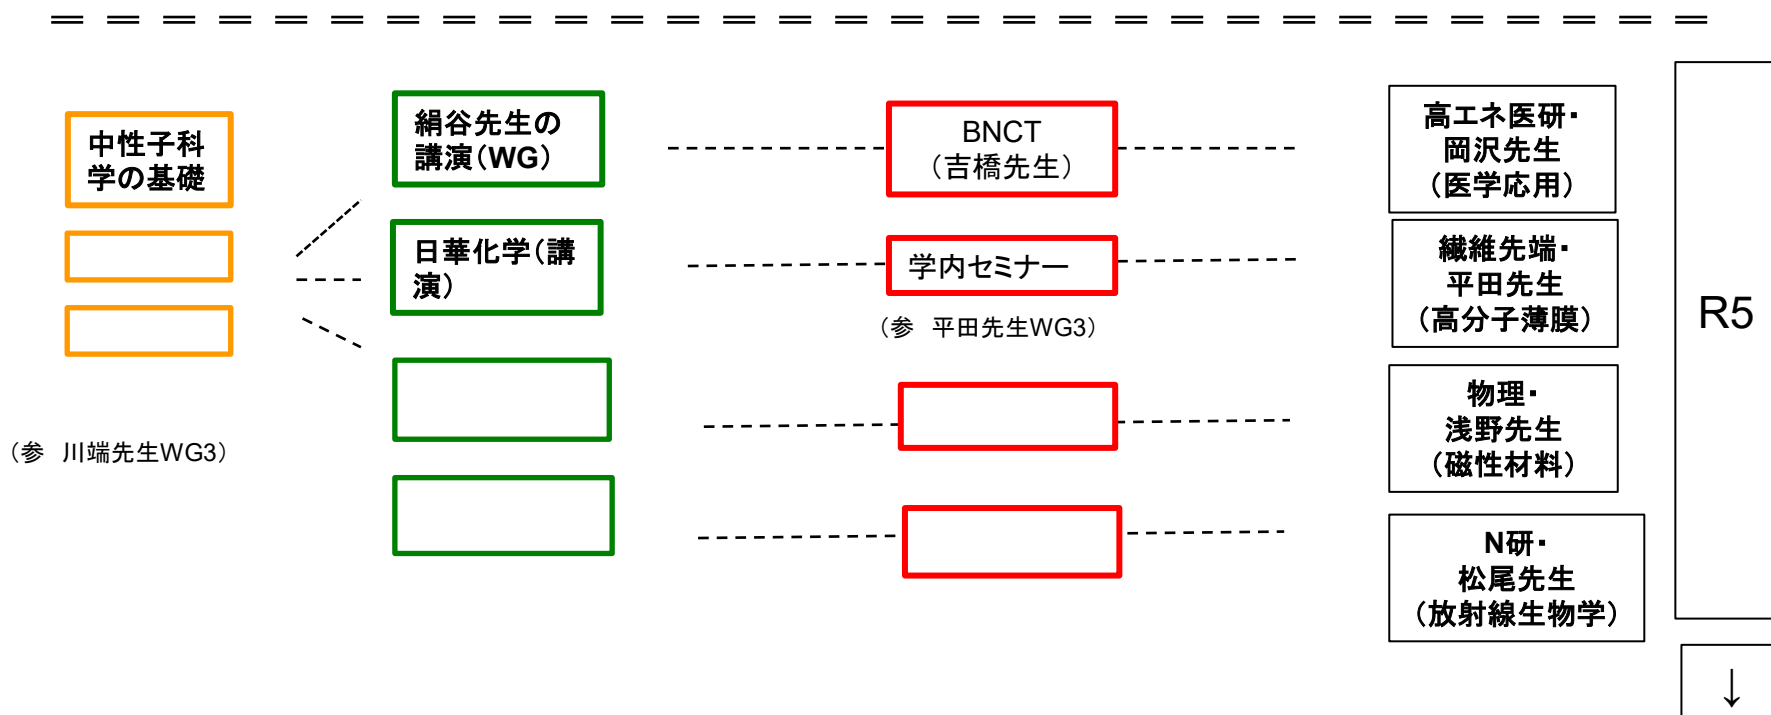 中性子科
学の基礎
(参 川端先生WG3)
絹谷先生の
講演(WG)
日華化学(講
演)
BNCT
(吉橋先生)
学内セミナー
(参 平田先生WG3)
高エネ医研・
岡沢先生
(医学応用)
繊維先端・
平田先生
(高分子薄膜)
物理・
浅野先生
(磁性材料)
N研・
松尾先生
(放射線生物学)
R5
↓